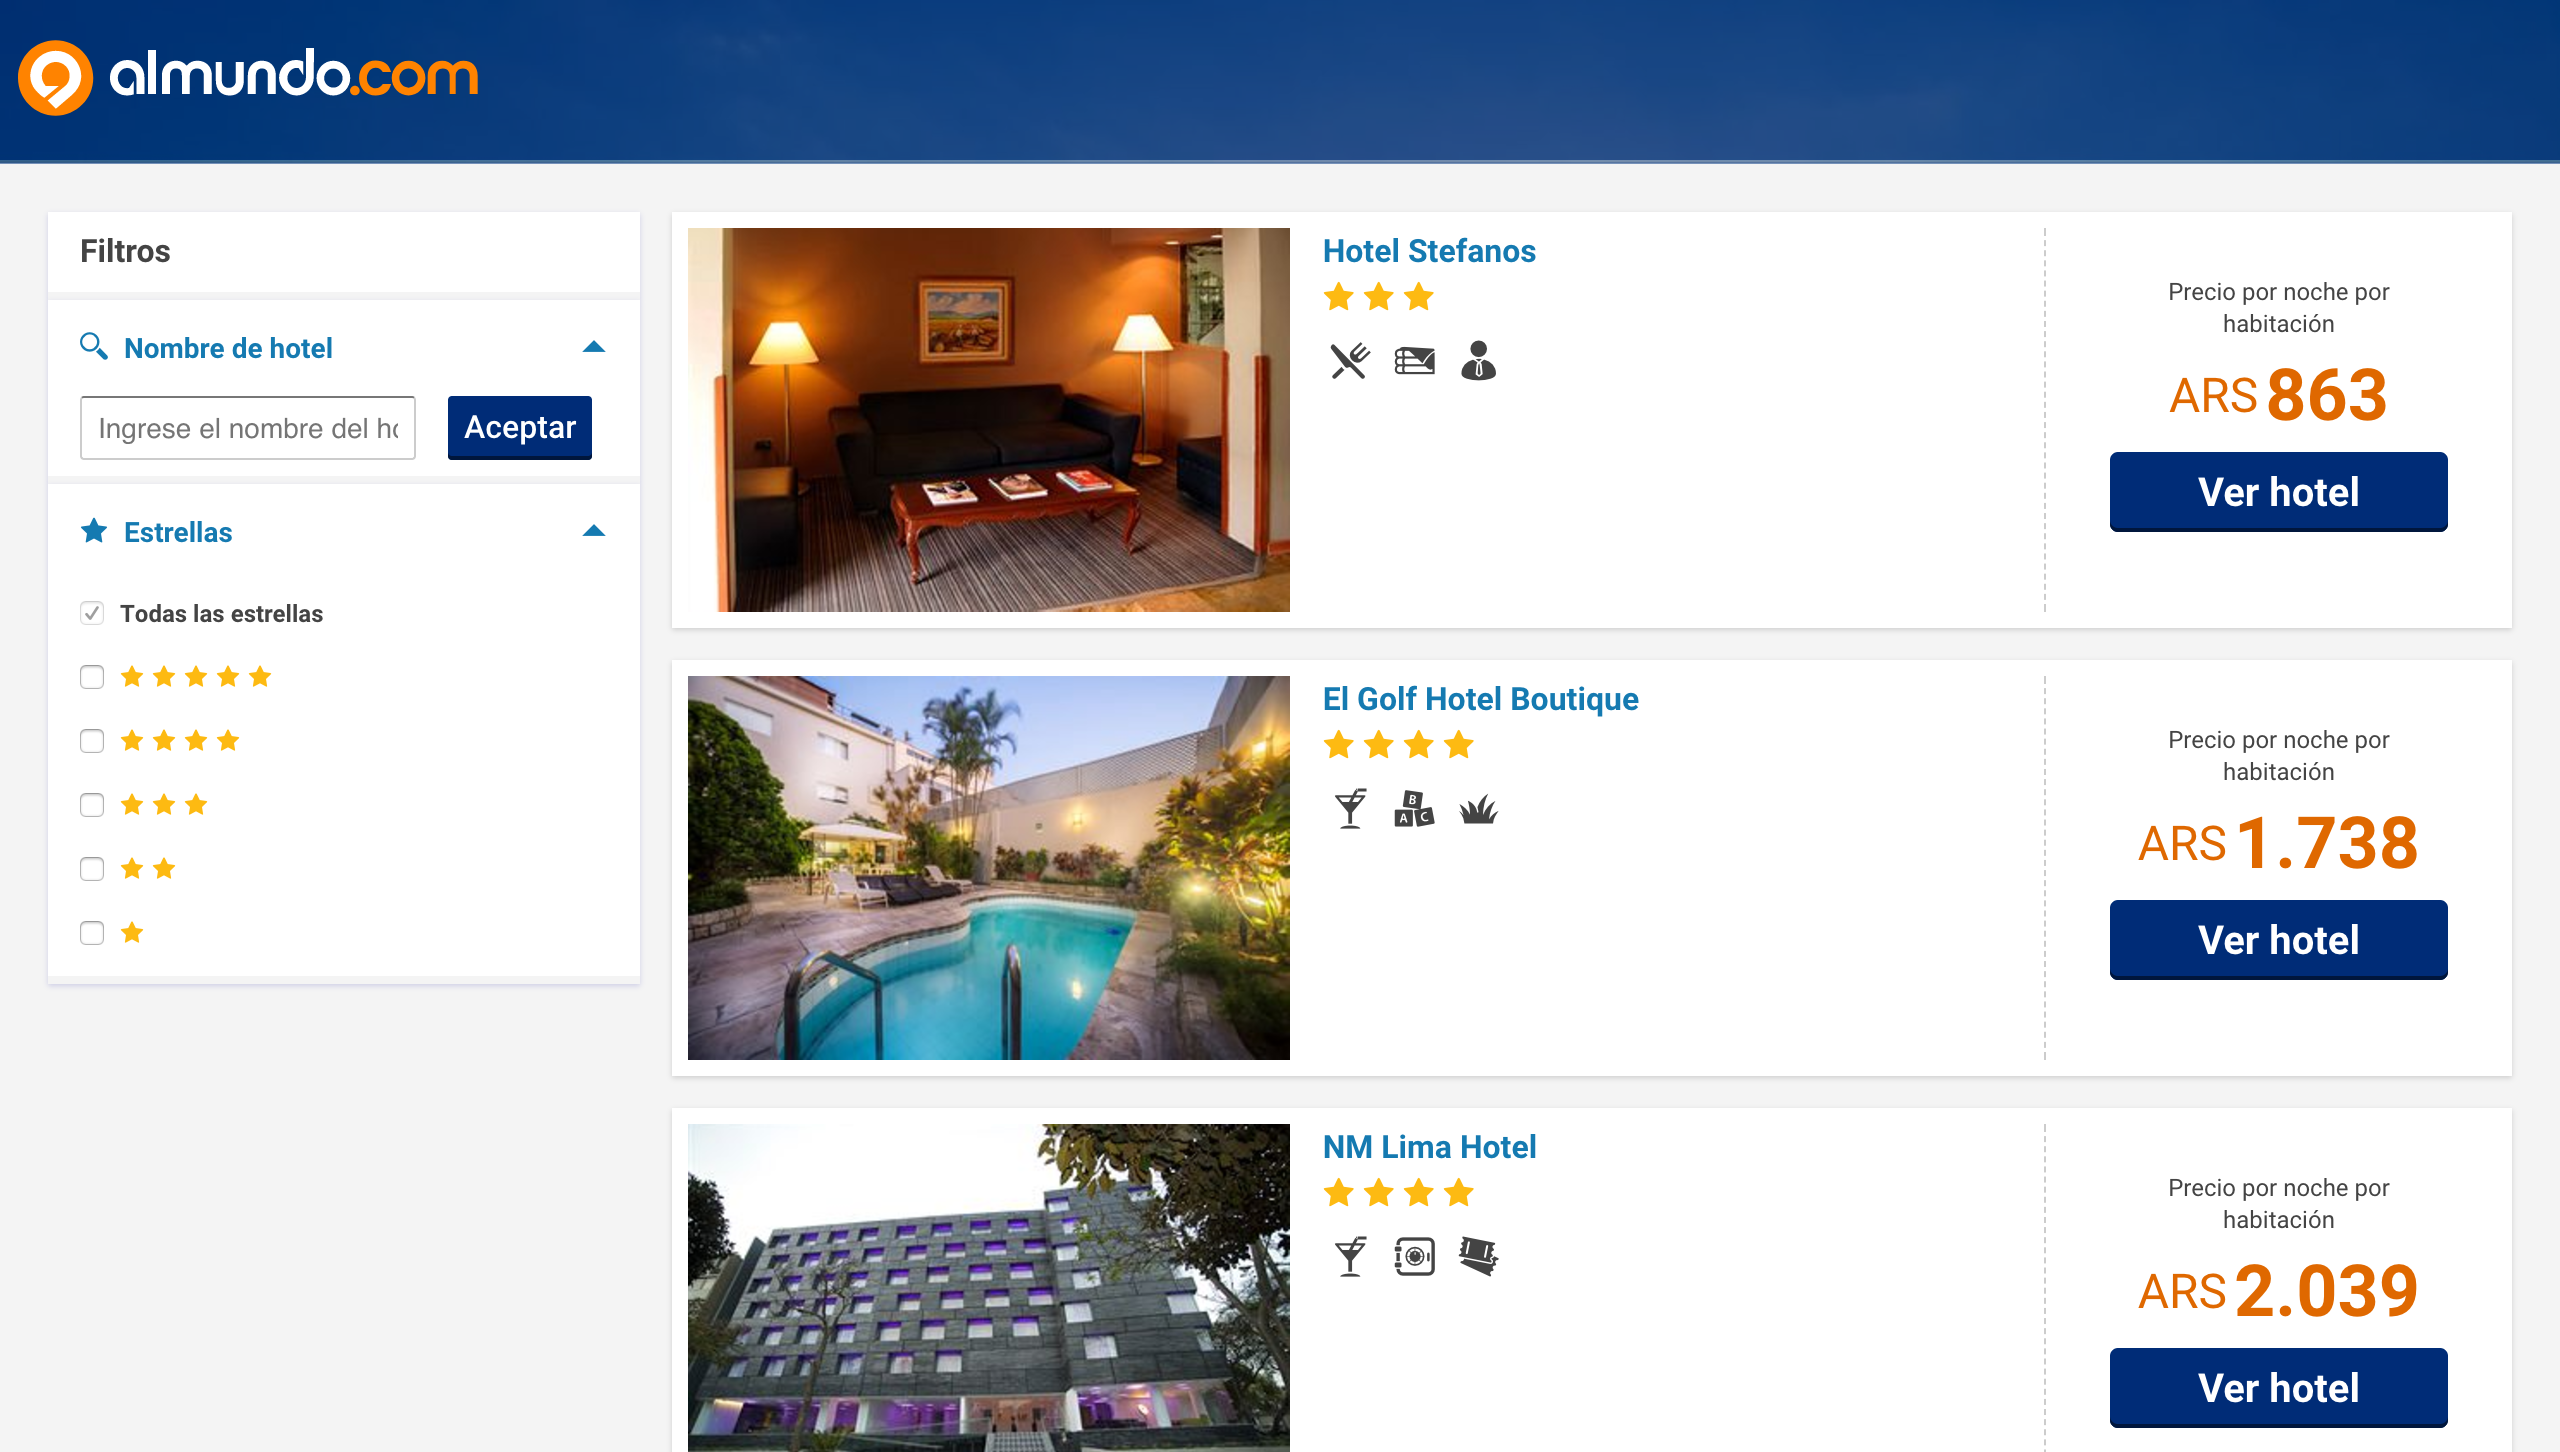 almundo.com
Filtros
Nombre de hotel
Ingrese el nombre del ho
Aceptar
Estrellas
Todas las estrellas
Hotel Stefanos
Precio por noche por
habitación
ARS 863
Ver hotel
El Golf Hotel Boutique
B
A C
Precio por noche por
habitación
ARS 1.738
Ver hotel
NM Lima Hotel
Precio por noche por
habitación
ARS 2.039
Ver hotel